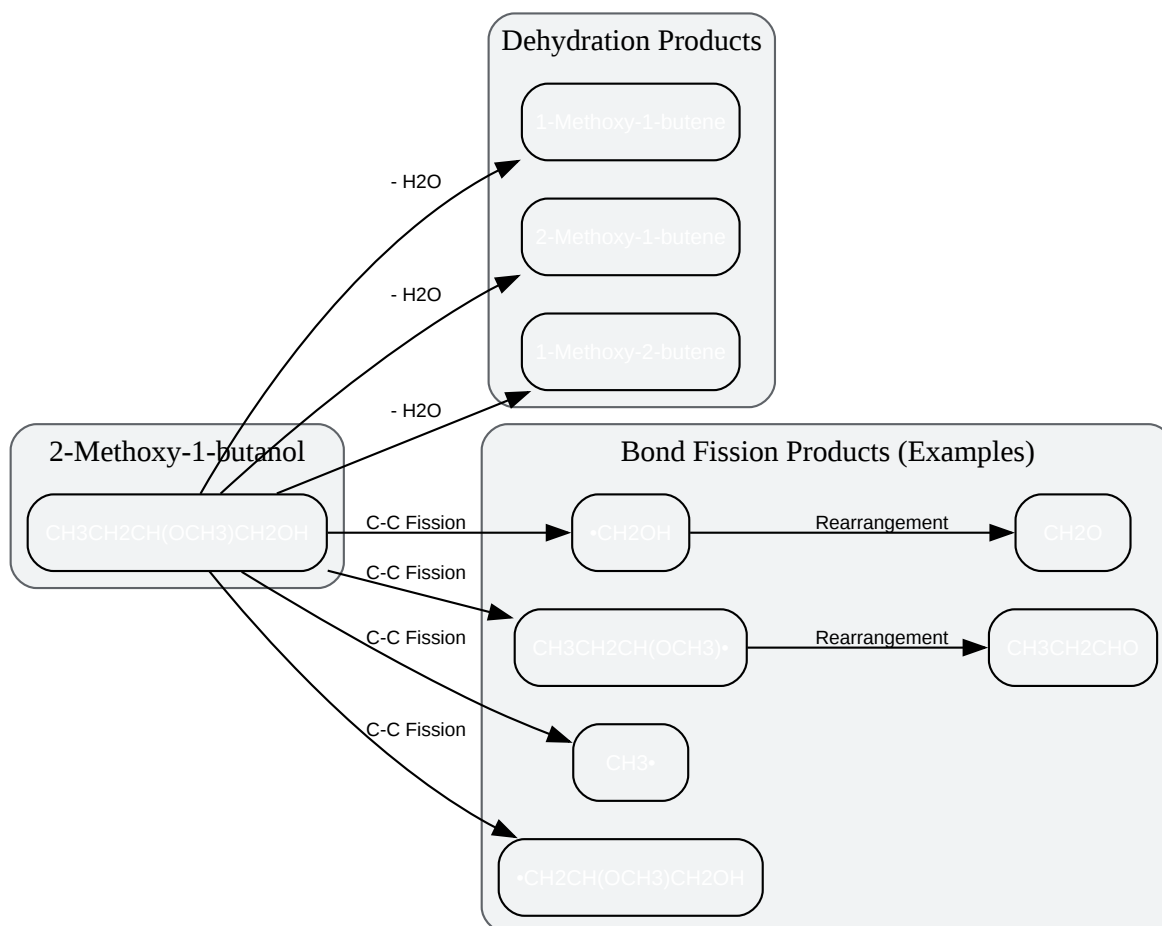 Dehydration Products
1-Methoxy-1-butene
- H2O
2-Methoxy-1-butene
- H2O
1-Methoxy-2-butene
- H2O
2-Methoxy-1-butanol
CH3CH2CH(OCH3)CH2OH
Bond Fission Products (Examples)
C-C Fission
•CH2OH
Rearrangement
CH2O
C-C Fission
CH3CH2CH(OCH3)•
Rearrangement
CH3CH2CHO
C-C Fission
CH3•
C-C Fission
•CH2CH(OCH3)CH2OH